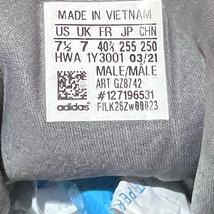 MADE IN VIETNAM
US UK FR JP CHN
7½ 7 40⅔ 255 250
HWA 1Y3001 03/21
MALE/MÂLE
ART GZ8742
#127196531
adidas